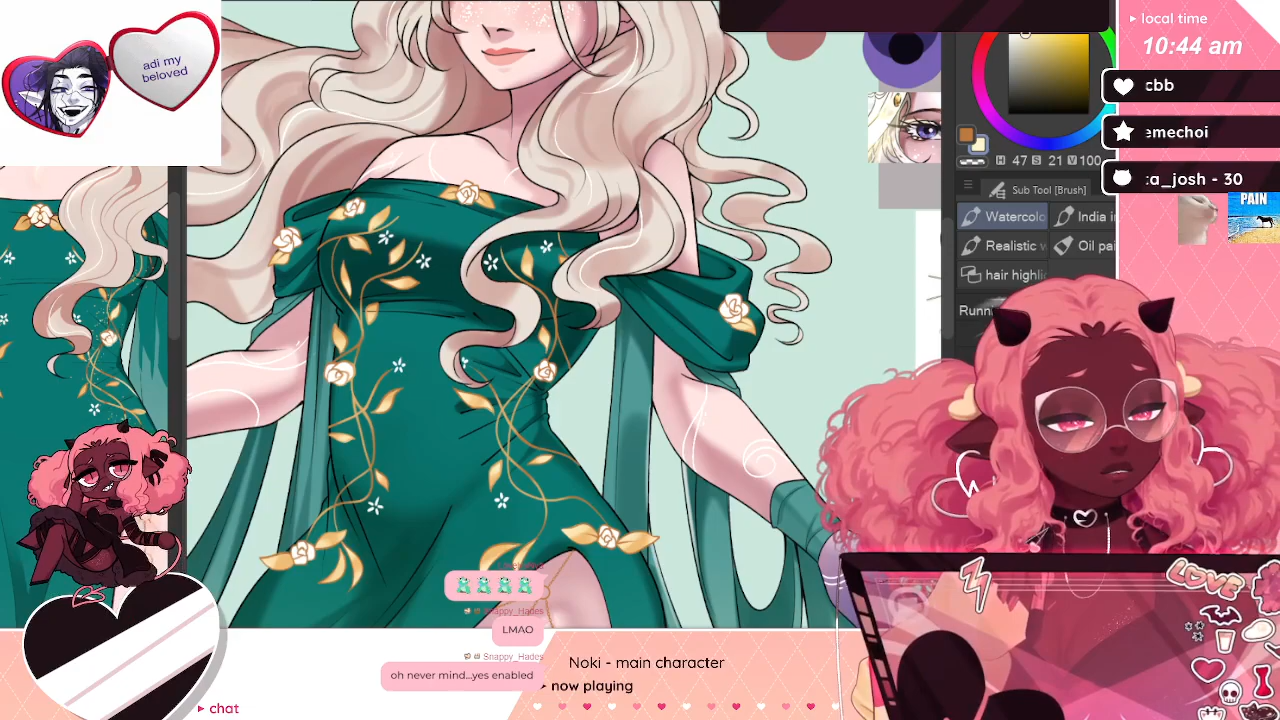 adi my
beloved
local time
10:44 am
cbb
emechoi
a_josh - 30
PAIN
H 47 S 21 V 100
Sub Tool [Brush]
Watercolo
India i
Realistic w
Oil pai
hair highli
Runn
Snappy_Hades
LMAO
Snappy_Hades
oh never mind...yes enabled
Noki - main character
now playing
chat
LOVE